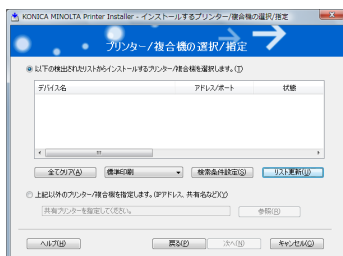 KONICA MINOLTA Printer Installer - インストールするプリンター/複合機の選択/指定
プリンター/複合機の選択/指定
以下の検出されたリストからインストールするプリンター/複合機を選択します。(T)
デバイス名 アドレス/ポート 状態
全てクリア(A) 標準印刷 検索条件設定(S) リスト更新(U)
上記以外のプリンター/複合機を指定します。(IPアドレス、共有名など)(Y)
共有プリンターを指定してください。 参照(R)
ヘルプ(H) 戻る(P) 次へ(N) キャンセル(C)